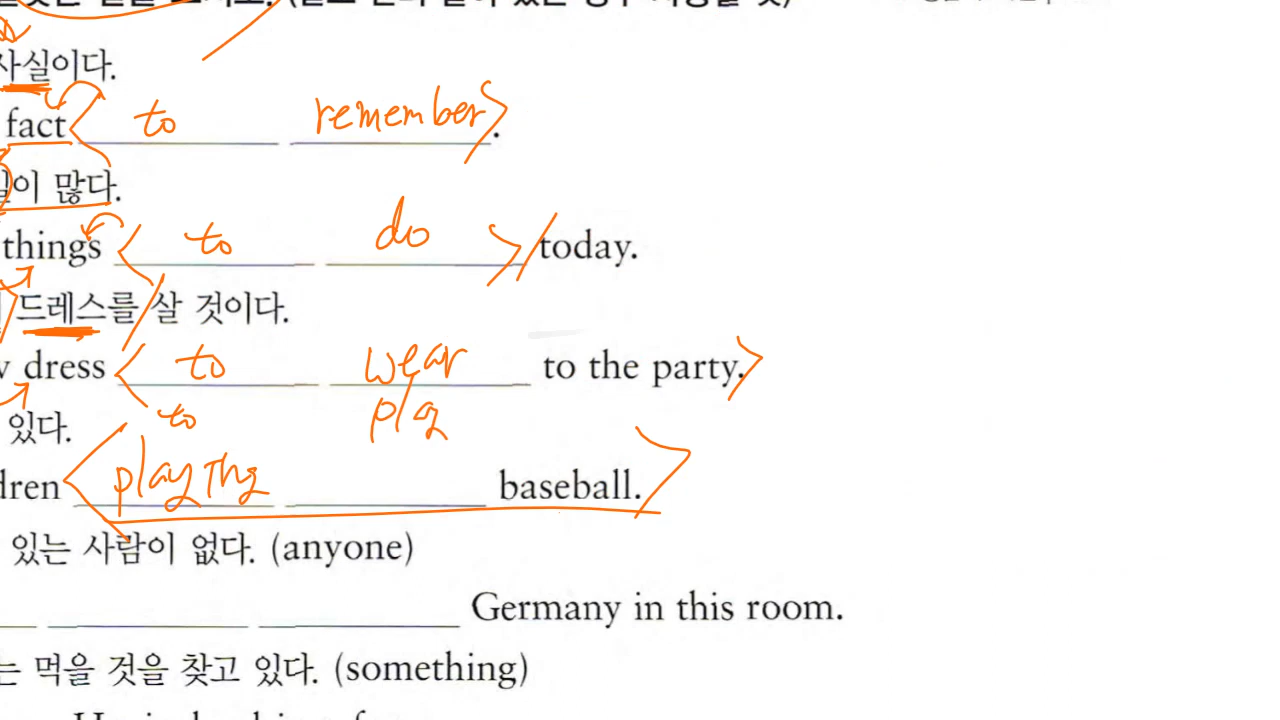 사실이다.
fact to remember.
이 많다.
things to do today.
드레스를 살 것이다.
dress to wear to the party.
있다. to play
dren playing baseball.
있는 사람이 없다. (anyone)
Germany in this room.
는 먹을 것을 찾고 있다. (something)